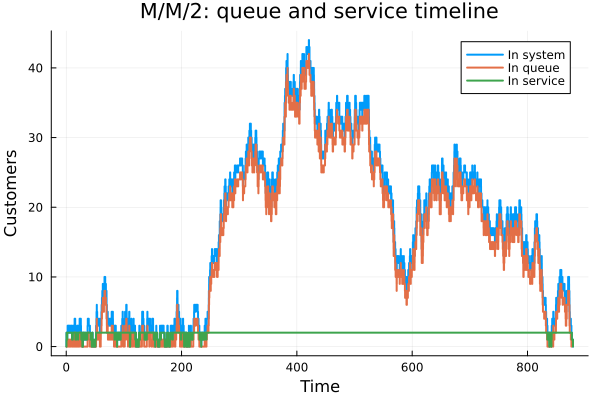 M/M/2: queue and service timeline
Customers
40
30
20
10
0
In system
In queue
In service
0 200 400 600 800
Time